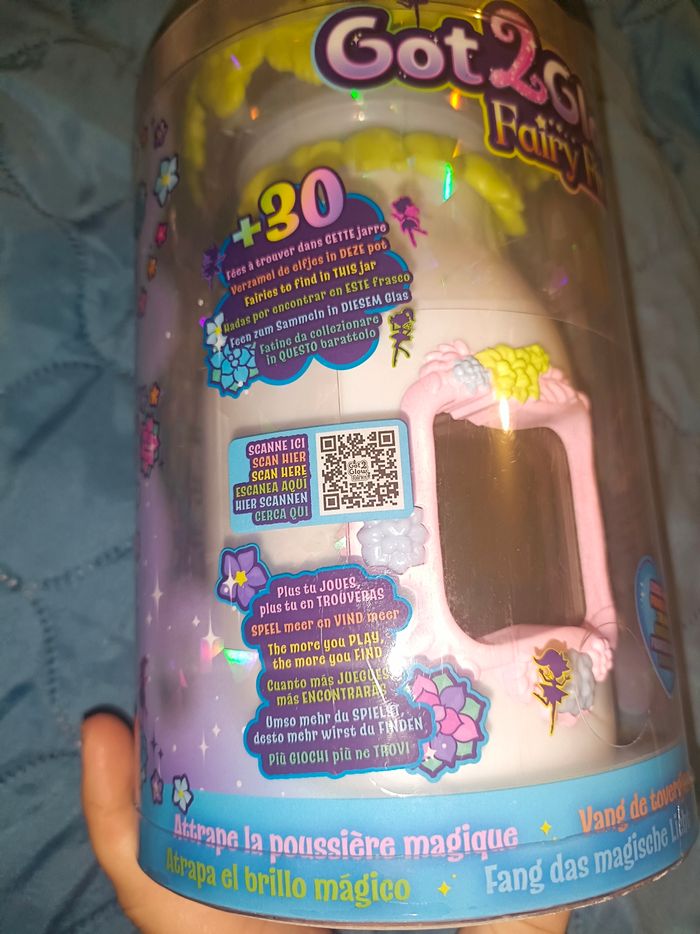 Got 2
Fairy
+30
Fées à trouver dans CETTE jarre
Verzamel de elfjes in DEZE pot
Fairies to find in THIS jar
Hadas por encontrar en ESTE frasco
Feen zum Sammeln in DIESEM Glas
Fatine da collezionare
in QUESTO barattolo
SCANNE ICI
SCAN HIER
SCAN HERE
ESCANEA AQUÍ
HIER SCANNEN
CERCA QUI
Got
2
Glow
Plus tu JOUES,
plus tu en TROUVERAS
SPEEL meer en VIND meer
The more you PLAY,
the more you FIND
Cuanto más JUEGUES,
más ENCONTRARÁS
Umso mehr du SPIELST,
desto mehr wirst du FINDEN
Più GIOCHI più ne TROVI
Attrape la poussière magique
Vang de
Atrapa el brillo mágico
Fang das magische